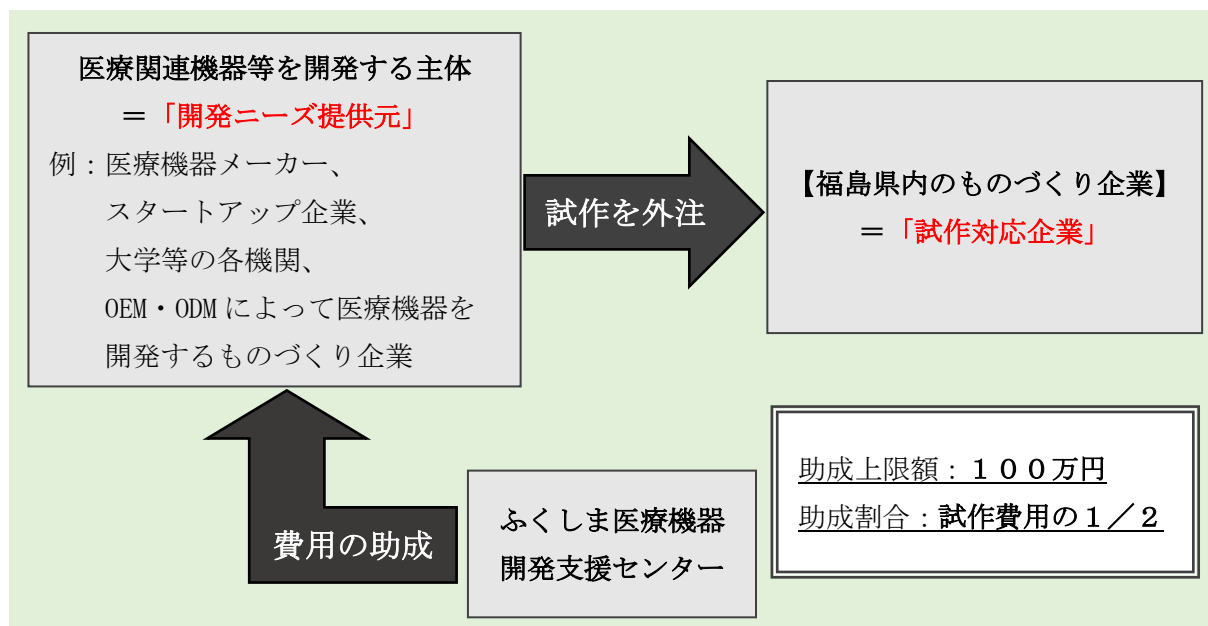 医療関連機器等を開発する主体
＝「開発ニーズ提供元」
例：医療機器メーカー、
スタートアップ企業、
大学等の各機関、
OEM・ODMによって医療機器を
開発するものづくり企業
試作を外注
【福島県内のものづくり企業】
＝「試作対応企業」
費用の助成
ふくしま医療機器
開発支援センター
助成上限額：１００万円
助成割合：試作費用の１／２